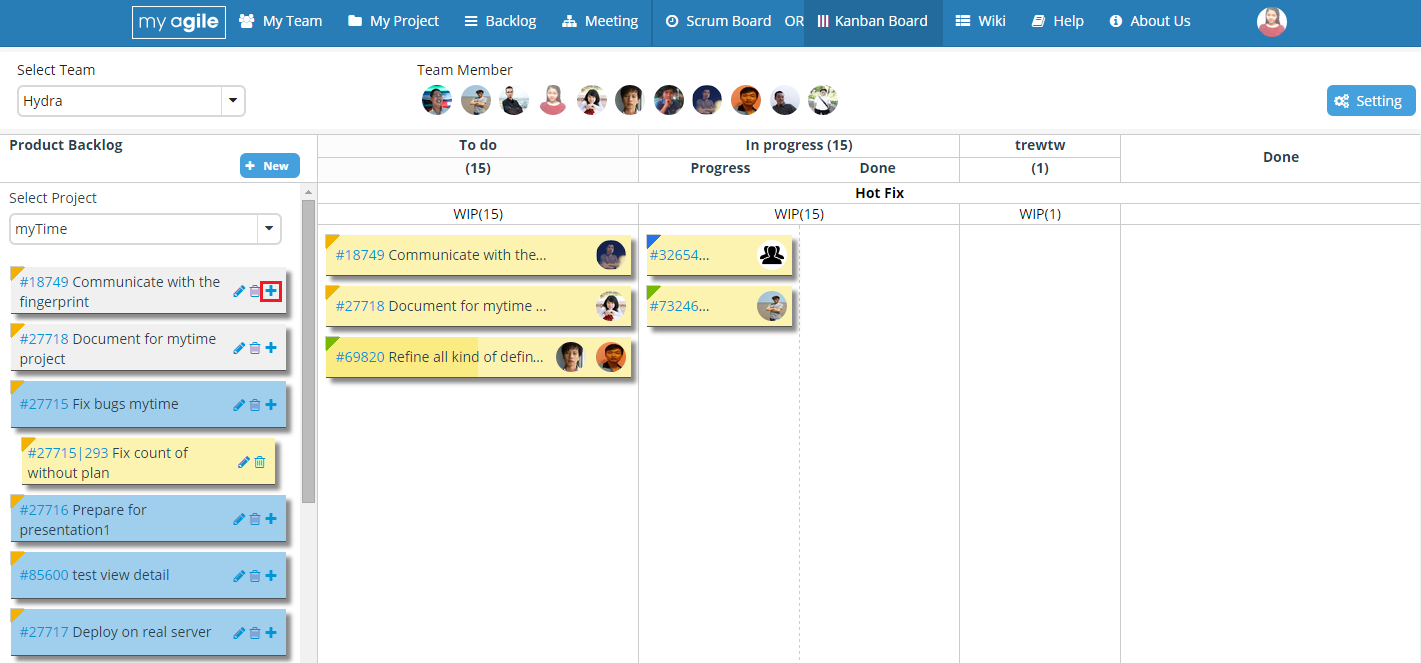 my agile My Team My Project Backlog Meeting Scrum Board OR Kanban Board Wiki Help About Us
Select Team Team Member
Hydra
Setting
Product Backlog
New
Select Project
myTime
#18749 Communicate with the
fingerprint
#27718 Document for mytime
project
#27715 Fix bugs mytime
#27715|293 Fix count of
without plan
#27716 Prepare for
presentation1
#85600 test view detail
#27717 Deploy on real server
To do In progress (15) trewtw Done
(15) Progress Done (1)
Hot Fix
WIP(15) WIP(15) WIP(1)
#18749 Communicate with the... #32654...
#27718 Document for mytime ... #73246...
#69820 Refine all kind of defin...